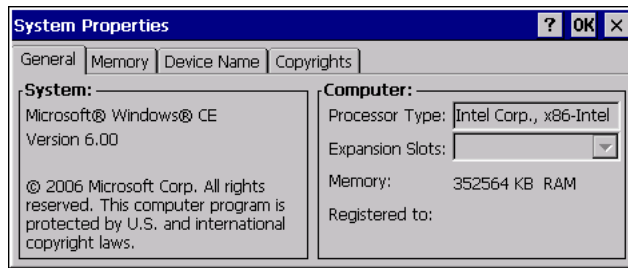 System Properties ? OK ×
General Memory Device Name Copyrights
System:
Microsoft® Windows® CE
Version 6.00
© 2006 Microsoft Corp. All rights
reserved. This computer program is
protected by U.S. and international
copyright laws.
Computer:
Processor Type: Intel Corp., x86-Intel
Expansion Slots:
Memory: 352564 KB RAM
Registered to: